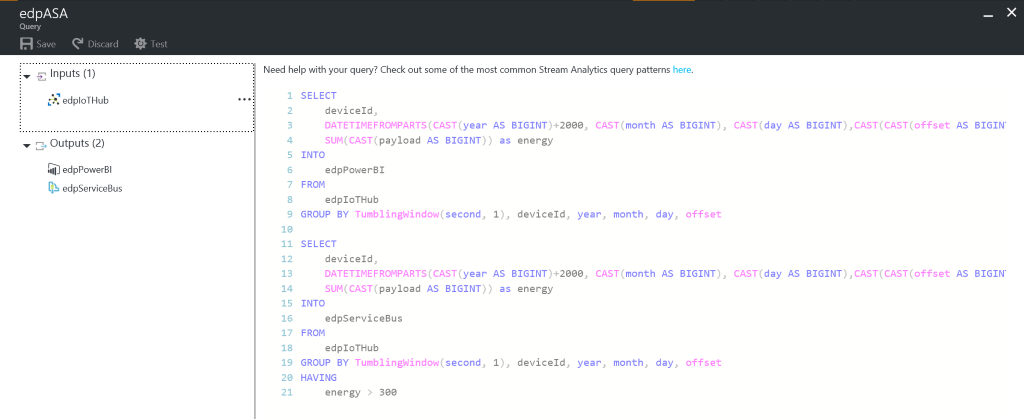 edpASA
Query
Save Discard Test
Inputs (1)
edpIoTHub
Outputs (2)
edpPowerBI
edpServiceBus
Need help with your query? Check out some of the most common Stream Analytics query patterns here.
1 SELECT
2 deviceId,
3 DATETIMEFROMPARTS(CAST(year AS BIGINT)+2000, CAST(month AS BIGINT), CAST(day AS BIGINT),CAST(CAST(offset AS BIGIN
4 SUM(CAST(payload AS BIGINT)) as energy
5 INTO
6 edpPowerBI
7 FROM
8 edpIoTHub
9 GROUP BY TumblingWindow(second, 1), deviceId, year, month, day, offset
10
11 SELECT
12 deviceId,
13 DATETIMEFROMPARTS(CAST(year AS BIGINT)+2000, CAST(month AS BIGINT), CAST(day AS BIGINT),CAST(CAST(offset AS BIGIN
14 SUM(CAST(payload AS BIGINT)) as energy
15 INTO
16 edpServiceBus
17 FROM
18 edpIoTHub
19 GROUP BY TumblingWindow(second, 1), deviceId, year, month, day, offset
20 HAVING
21 energy > 300